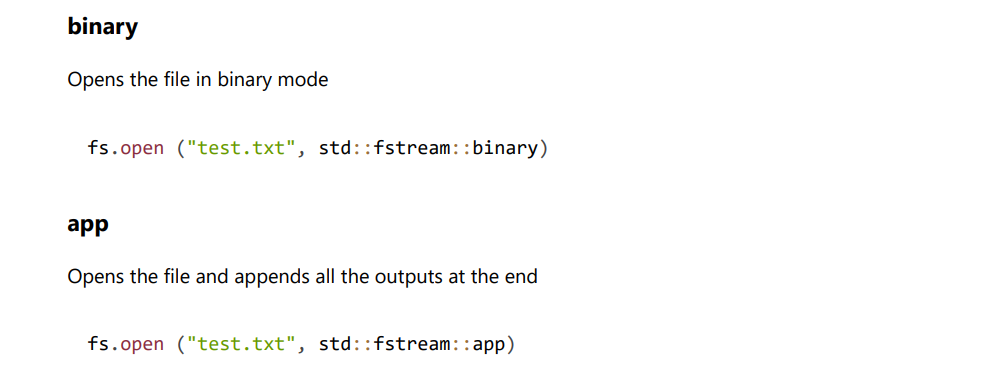 binary
Opens the file in binary mode
fs.open ("test.txt", std::fstream::binary)
app
Opens the file and appends all the outputs at the end
fs.open ("test.txt", std::fstream::app)